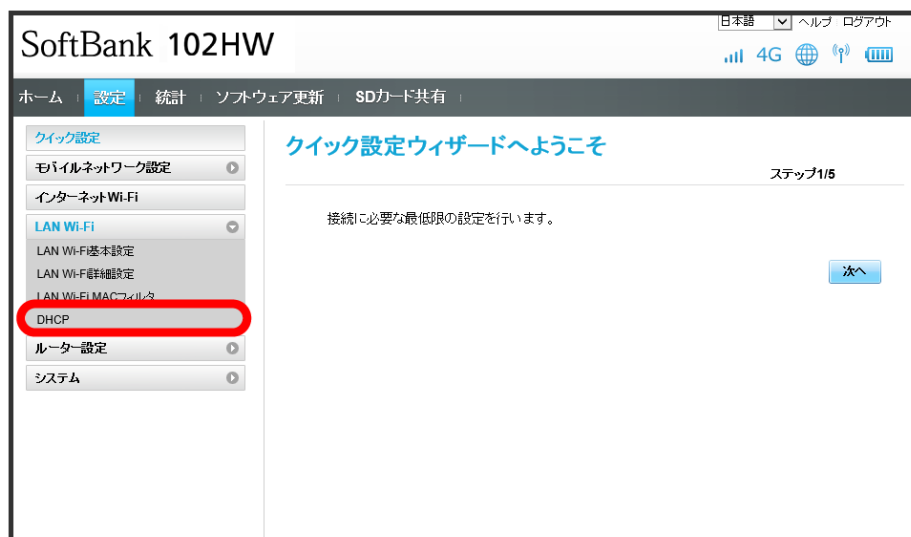 日本語 ヘルプ ログアウト
SoftBank 102HW
4G
ホーム 設定 統計 ソフトウェア更新 SDカード共有
クイック設定
モバイルネットワーク設定
インターネットWi-Fi
LAN Wi-Fi
LAN Wi-Fi基本設定
LAN Wi-Fi詳細設定
LAN Wi-Fi MACフィルタ
DHCP
ルーター設定
システム
クイック設定ウィザードへようこそ
ステップ1/5
接続に必要な最低限の設定を行います。
次へ